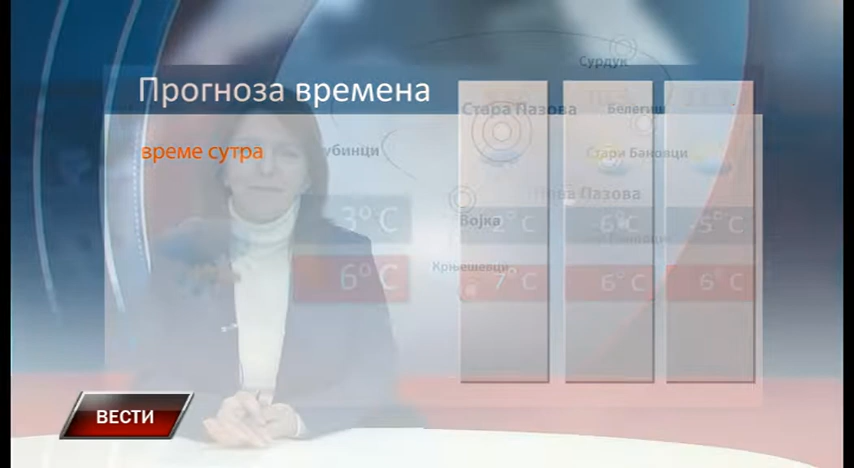 Прогноза времена
време сутра
Сурдук
Стара Пазова
Белегиш
убинци
Стари Бановци
Нова Пазова
Војка
Крњешевци
3°C
-2°C
-6°C
-5°C
6°C
7°C
6°C
6°C
ВЕСТИ